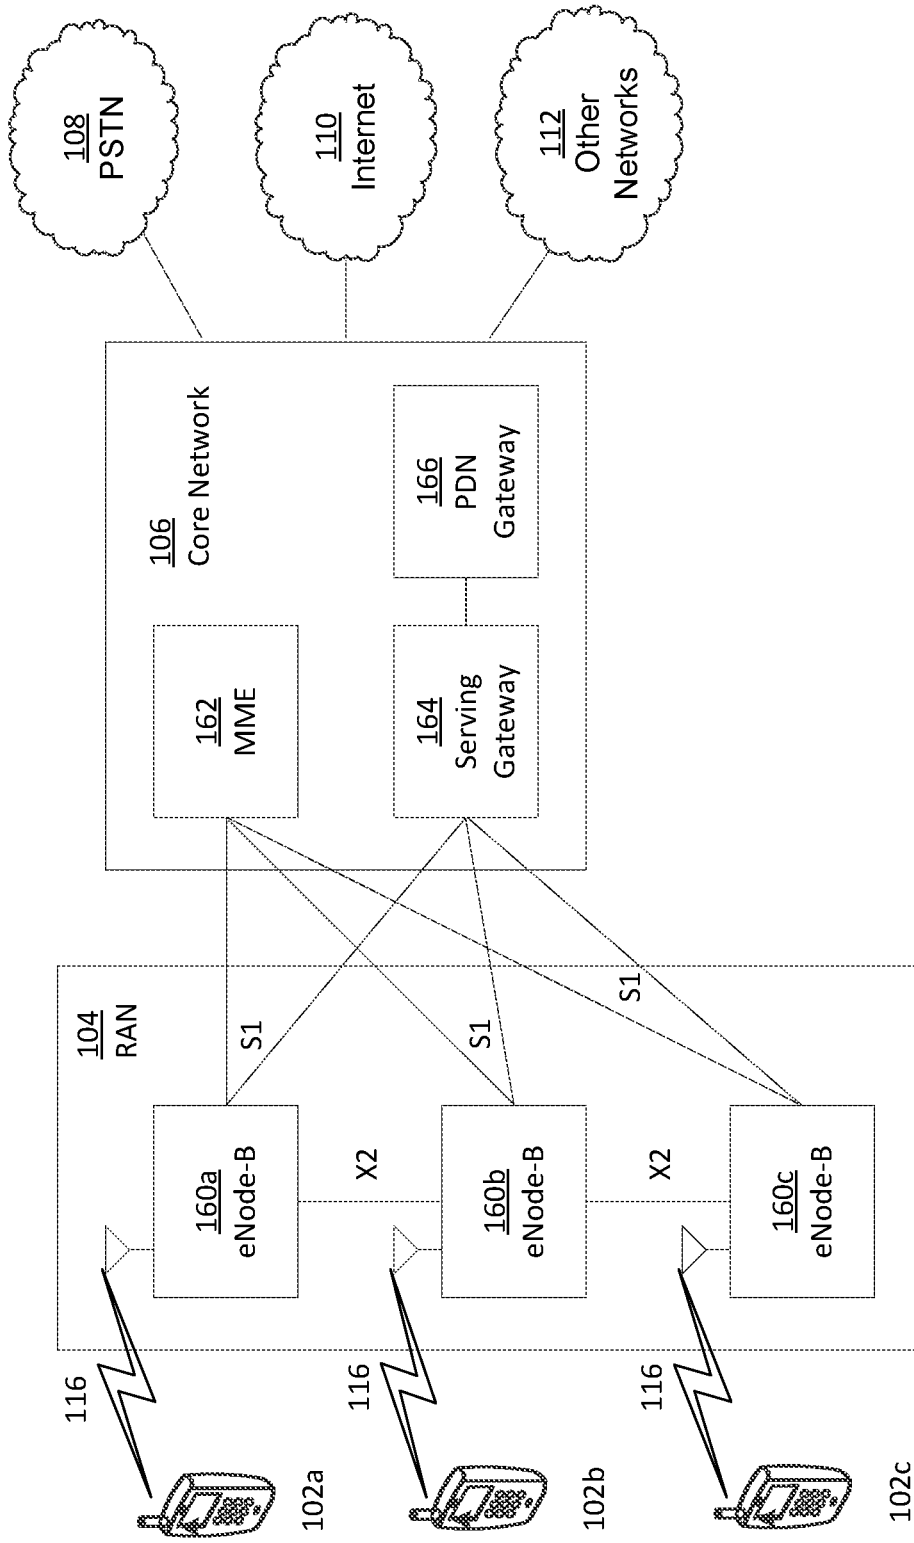 102a
102b
102c
116
116
116
104
RAN
160a
eNode-B
160b
eNode-B
160c
eNode-B
X2
X2
S1
S1
S1
106
Core Network
162
MME
164
Serving
Gateway
166
PDN
Gateway
108
PSTN
110
Internet
112
Other
Networks